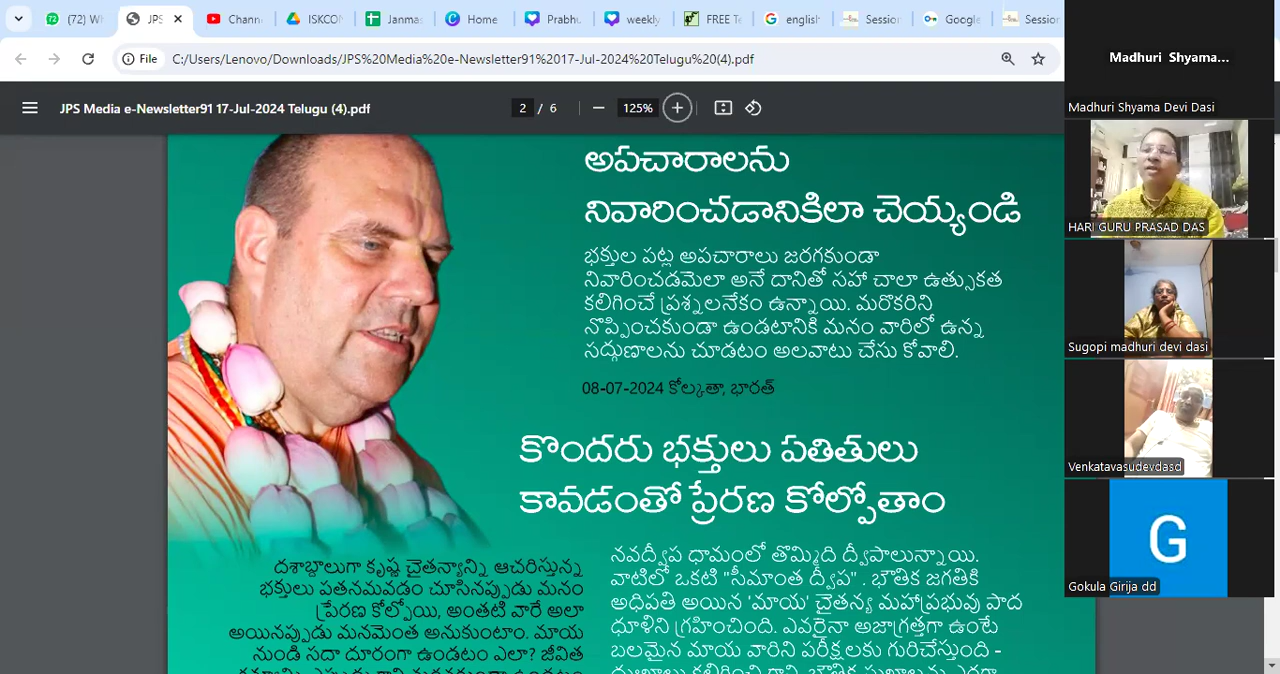 (72) W
JPS
Chann
ISKCON
Janmas
Home
Prabhu
weekly
FREE Te
english
Session
Google
Session
File
C:/Users/Lenovo/Downloads/JPS%20Media%20e-Newsletter91%2017-Jul-2024%20Telugu%20(4).pdf
JPS Media e-Newsletter91 17-Jul-2024 Telugu (4).pdf
2 / 6
125%
అపచారాలను
నివారించడానికిలా చెయ్యండి
భక్తుల పట్ల అపచారాలు జరగకుండా
నివారించడమెలా అనే దానితో సహా చాలా ఉత్సుకత
కలిగించే ప్రశ్నలనేకం ఉన్నాయి. మరొకరిని
నొప్పించకుండా ఉండటానికి మనం వారిలో ఉన్న
సద్గుణాలను చూడటం అలవాటు చేసు కోవాలి.
08-07-2024 కోల్కతా, భారత్
కొందరు భక్తులు పతితులు
కావడంతో ప్రేరణ కోల్పోతాం
దశాబ్దాలుగా కృష్ణ చైతన్యాన్ని ఆచరిస్తున్న
భక్తులు పతనమవడం చూసినప్పుడు మనం
ప్రేరణ కోల్పోయి, అంతటి వారే అలా
అయినప్పుడు మనమెంత అనుకుంటాం. మాయ
నుండి సదా దూరంగా ఉండటం ఎలా? జీవిత
నవద్వీప ధామంలో తొమ్మిది ద్వీపాలున్నాయి.
వాటిలో ఒకటి "సీమాంత ద్వీప" . భౌతిక జగతికి
అధిపతి అయిన 'మాయ' చైతన్య మహాప్రభువు పాద
ధూళిని గ్రహించింది. ఎవరైనా అజాగ్రత్తగా ఉంటే
బలమైన మాయ వారిని పరీక్షలకు గురిచేస్తుంది -
Madhuri Shyama...
Madhuri Shyama Devi Dasi
HARI GURU PRASAD DAS
Sugopi madhuri devi dasi
Venkatavasudevdasd
G
Gokula Girija dd